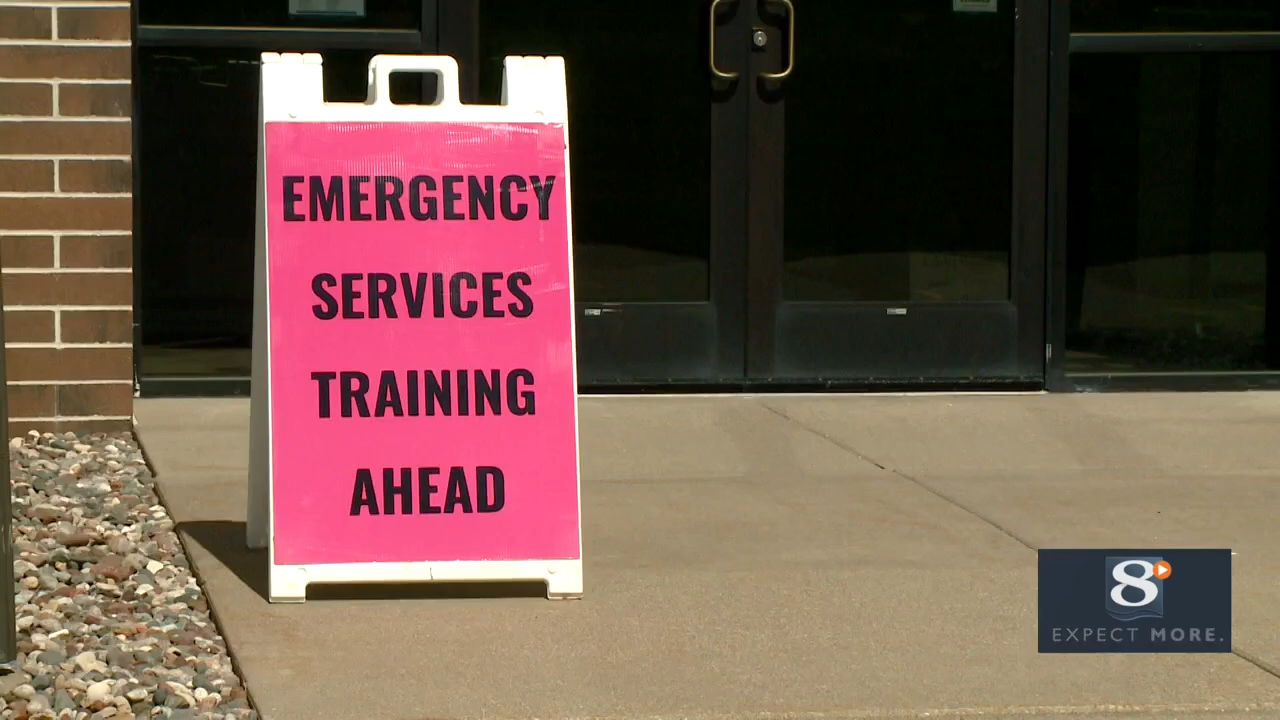 EMERGENCY
SERVICES
TRAINING
AHEAD
8
EXPECT MORE.